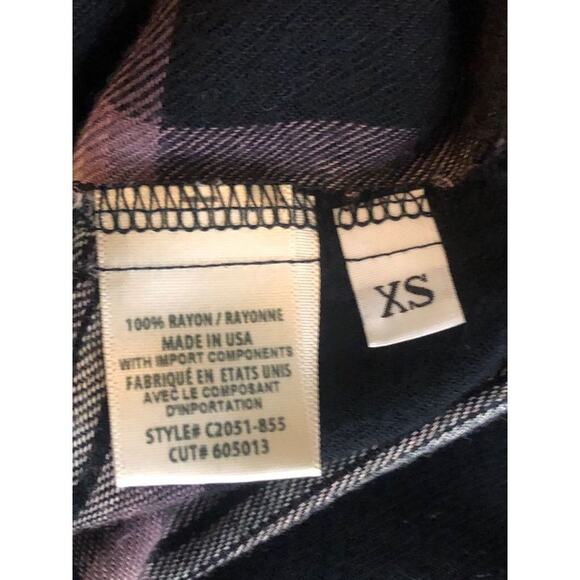 100% RAYON / RAYONNE
MADE IN USA
WITH IMPORT COMPONENTS
FABRIQUÉ EN ETATS UNIS
AVEC LE COMPOSANT
D'INPORTATION
STYLE# C2051-855
CUT# 605013
XS